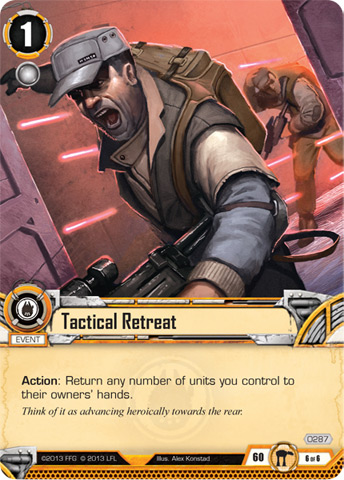 1
Tactical Retreat
EVENT
Action: Return any number of units you control to
their owners' hands.
Think of it as advancing heroically towards the rear.
0287
©2013 FFG © 2013 LFL
Illus. Alex Konstad
60
6 of 6